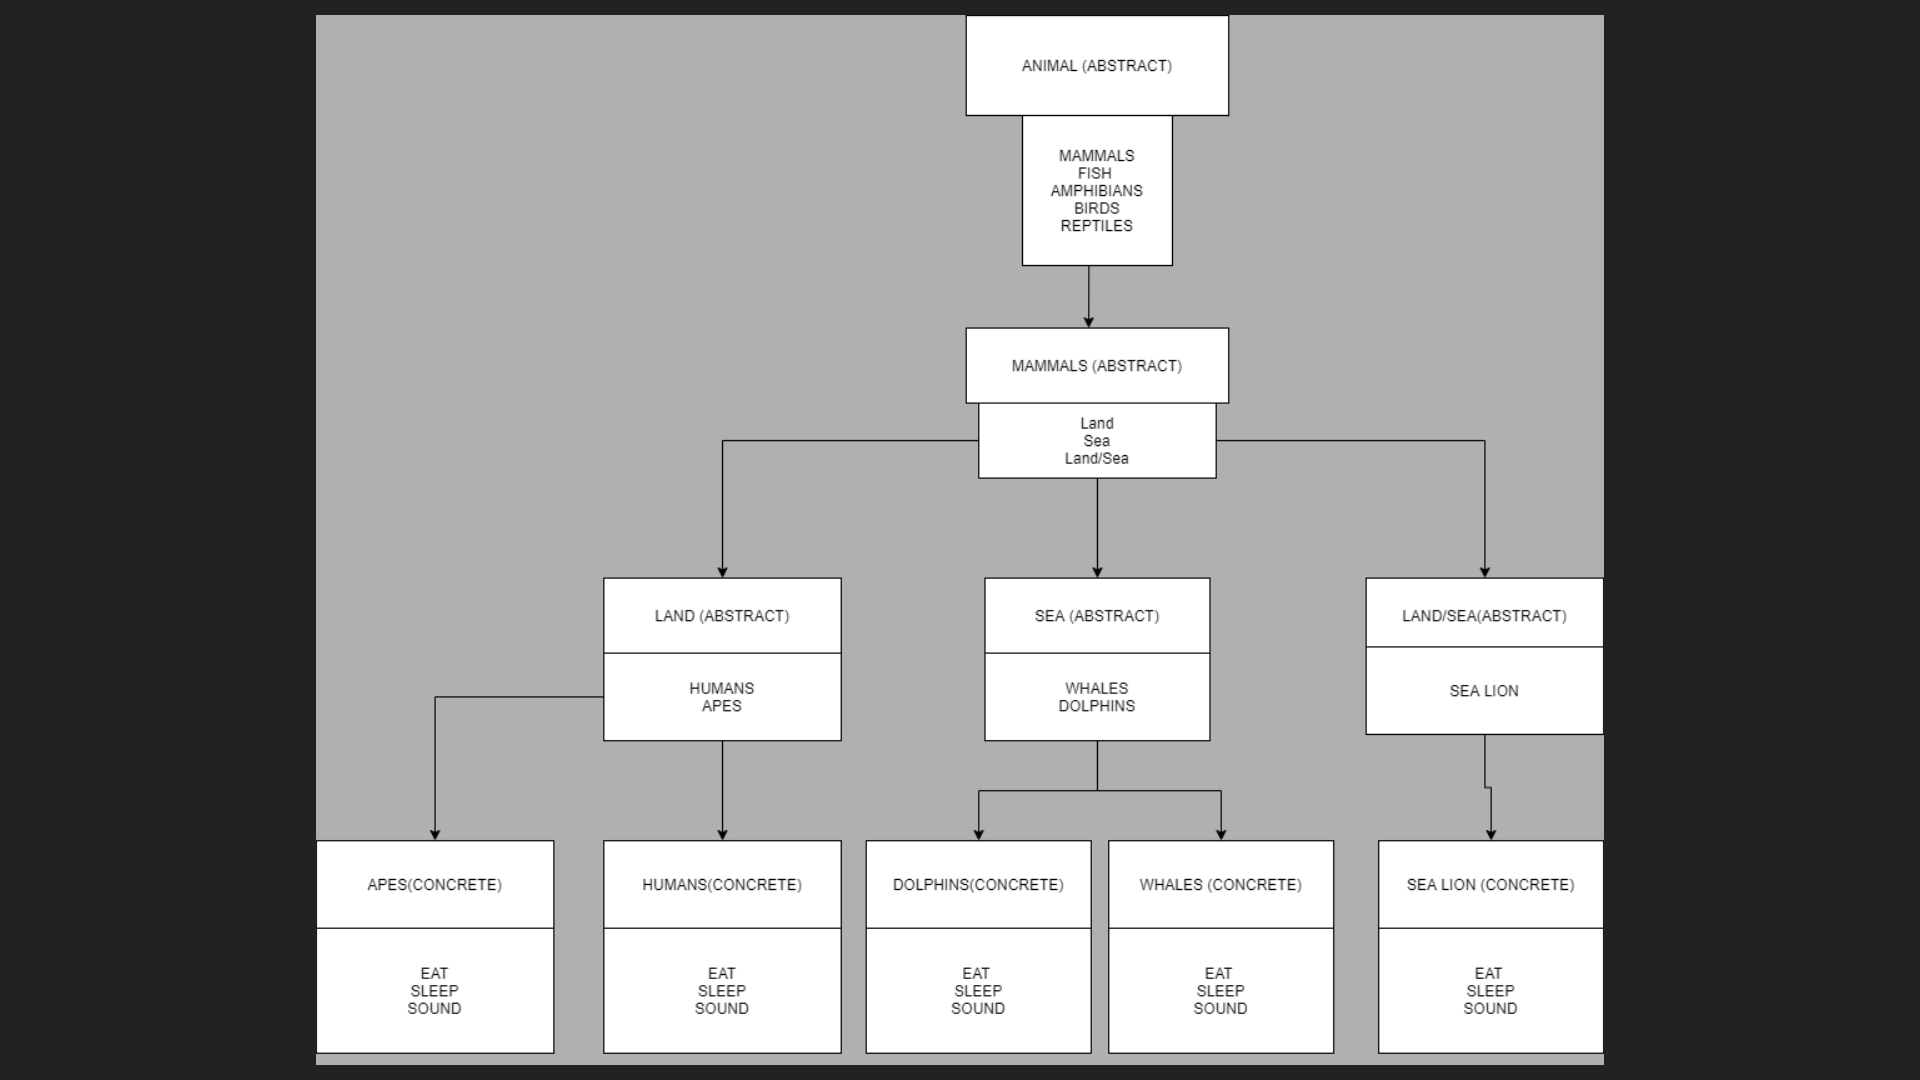 ANIMAL (ABSTRACT)
MAMMALS
FISH
AMPHIBIANS
BIRDS
REPTILES
MAMMALS (ABSTRACT)
Land
Sea
Land/Sea
LAND (ABSTRACT)
HUMANS
APES
SEA (ABSTRACT)
WHALES
DOLPHINS
LAND/SEA(ABSTRACT)
SEA LION
APES(CONCRETE)
EAT
SLEEP
SOUND
HUMANS(CONCRETE)
EAT
SLEEP
SOUND
DOLPHINS(CONCRETE)
EAT
SLEEP
SOUND
WHALES (CONCRETE)
EAT
SLEEP
SOUND
SEA LION (CONCRETE)
EAT
SLEEP
SOUND